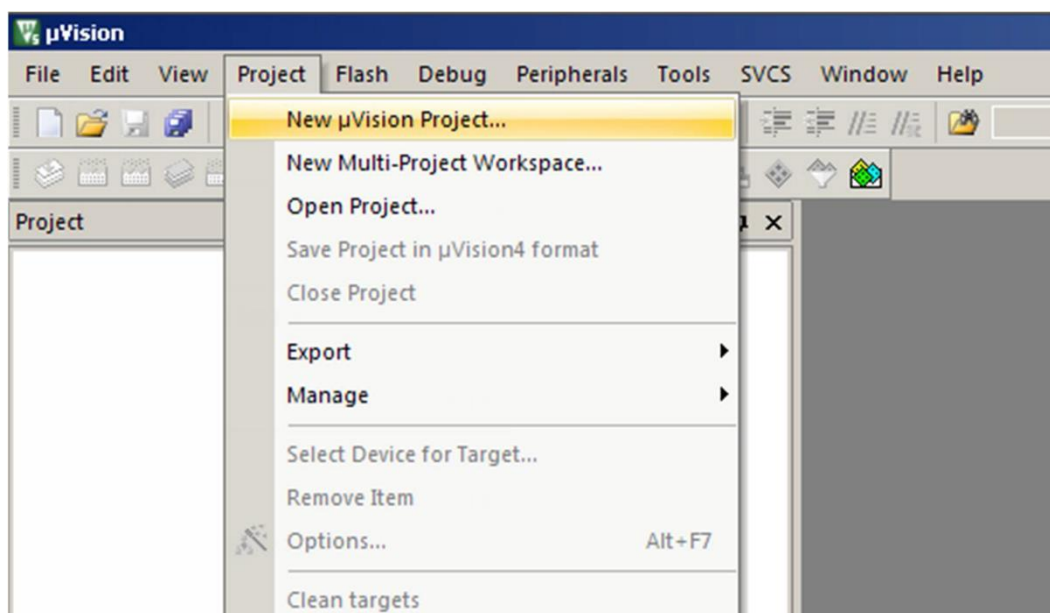 µVision
File Edit View Project Flash Debug Peripherals Tools SVCS Window Help
New µVision Project...
New Multi-Project Workspace...
Project
Open Project...
Save Project in µVision4 format
Close Project
Export
Manage
Select Device for Target...
Remove Item
Options... Alt+F7
Clean targets